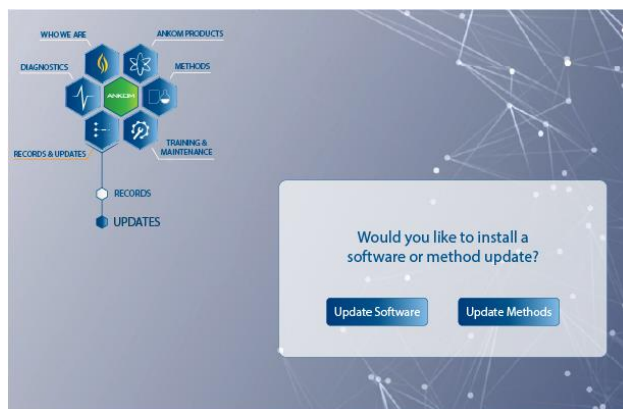 WHO WE ARE
ANKOM PRODUCTS
DIAGNOSTICS
METHODS
ANKOM
TRAINING &
MAINTENANCE
RECORDS & UPDATES
RECORDS
UPDATES
Would you like to install a
software or method update?
Update Software
Update Methods